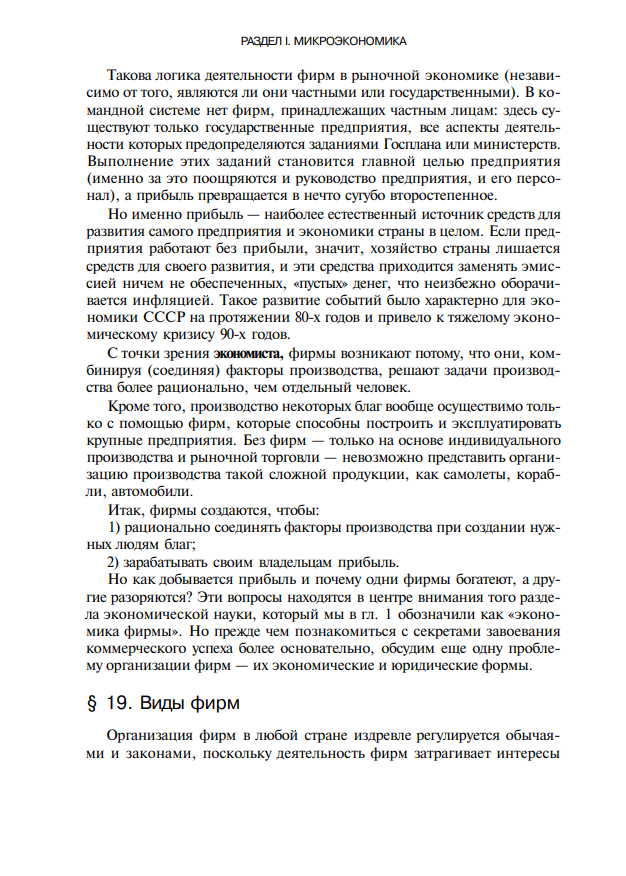 РАЗДЕЛ I. МИКРОЭКОНОМИКА
Такова логика деятельности фирм в рыночной экономике (незави-
симо от того, являются ли они частными или государственными). В ко-
мандной системе нет фирм, принадлежащих частным лицам: здесь су-
ществуют только государственные предприятия, все аспекты деятель-
ности которых предопределяются заданиями Госплана или министерств.
Выполнение этих заданий становится главной целью предприятия
(именно за это поощряются и руководство предприятия, и его персо-
нал), а прибыль превращается в нечто сугубо второстепенное.
Но именно прибыль — наиболее естественный источник средств для
развития самого предприятия и экономики страны в целом. Если пред-
приятия работают без прибыли, значит, хозяйство страны лишается
средств для своего развития, и эти средства приходится заменять эмис-
сией ничем не обеспеченных, «пустых» денег, что неизбежно оборачи-
вается инфляцией. Такое развитие событий было характерно для эко-
номики СССР на протяжении 80-х годов и привело к тяжелому эконо-
мическому кризису 90-х годов.
С точки зрения экономиста, фирмы возникают потому, что они, ком-
бинируя (соединяя) факторы производства, решают задачи производ-
ства более рационально, чем отдельный человек.
Кроме того, производство некоторых благ вообще осуществимо толь-
ко с помощью фирм, которые способны построить и эксплуатировать
крупные предприятия. Без фирм — только на основе индивидуального
производства и рыночной торговли — невозможно представить органи-
зацию производства такой сложной продукции, как самолеты, кораб-
ли, автомобили.
Итак, фирмы создаются, чтобы:
1) рационально соединять факторы производства при создании нуж-
ных людям благ;
2) зарабатывать своим владельцам прибыль.
Но как добывается прибыль и почему одни фирмы богатеют, а дру-
гие разоряются? Эти вопросы находятся в центре внимания того разде-
ла экономической науки, который мы в гл. 1 обозначили как «эконо-
мика фирмы». Но прежде чем познакомиться с секретами завоевания
коммерческого успеха более основательно, обсудим еще одну пробле-
му организации фирм — их экономические и юридические формы.
§ 19. Виды фирм
Организация фирм в любой стране издревле регулируется обычая-
ми и законами, поскольку деятельность фирм затрагивает интересы